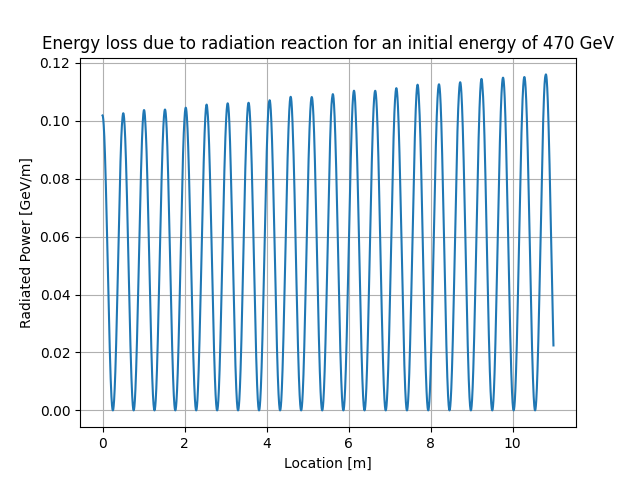 Energy loss due to radiation reaction for an initial energy of 470 GeV
0.12
0.10
0.08
0.06
0.04
0.02
0.00
Radiated Power [GeV/m]
0 2 4 6 8 10
Location [m]